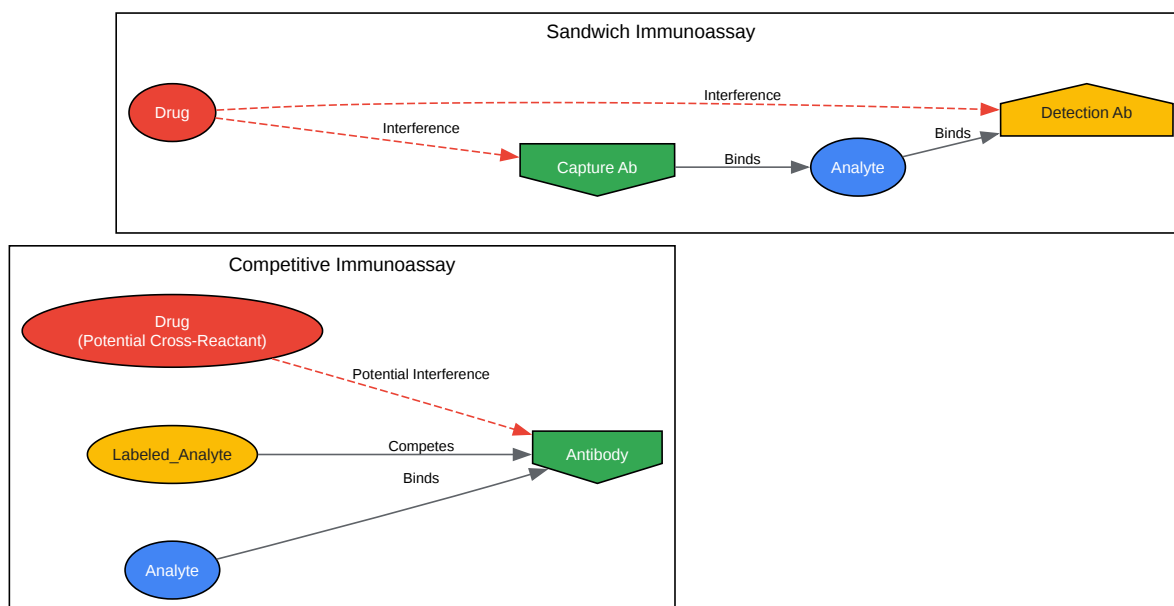 Sandwich Immunoassay
Drug
Interference
Interference
Capture Ab
Binds
Analyte
Binds
Detection Ab
Competitive Immunoassay
Drug
(Potential Cross-Reactant)
Potential Interference
Labeled_Analyte
Competes
Antibody
Binds
Analyte